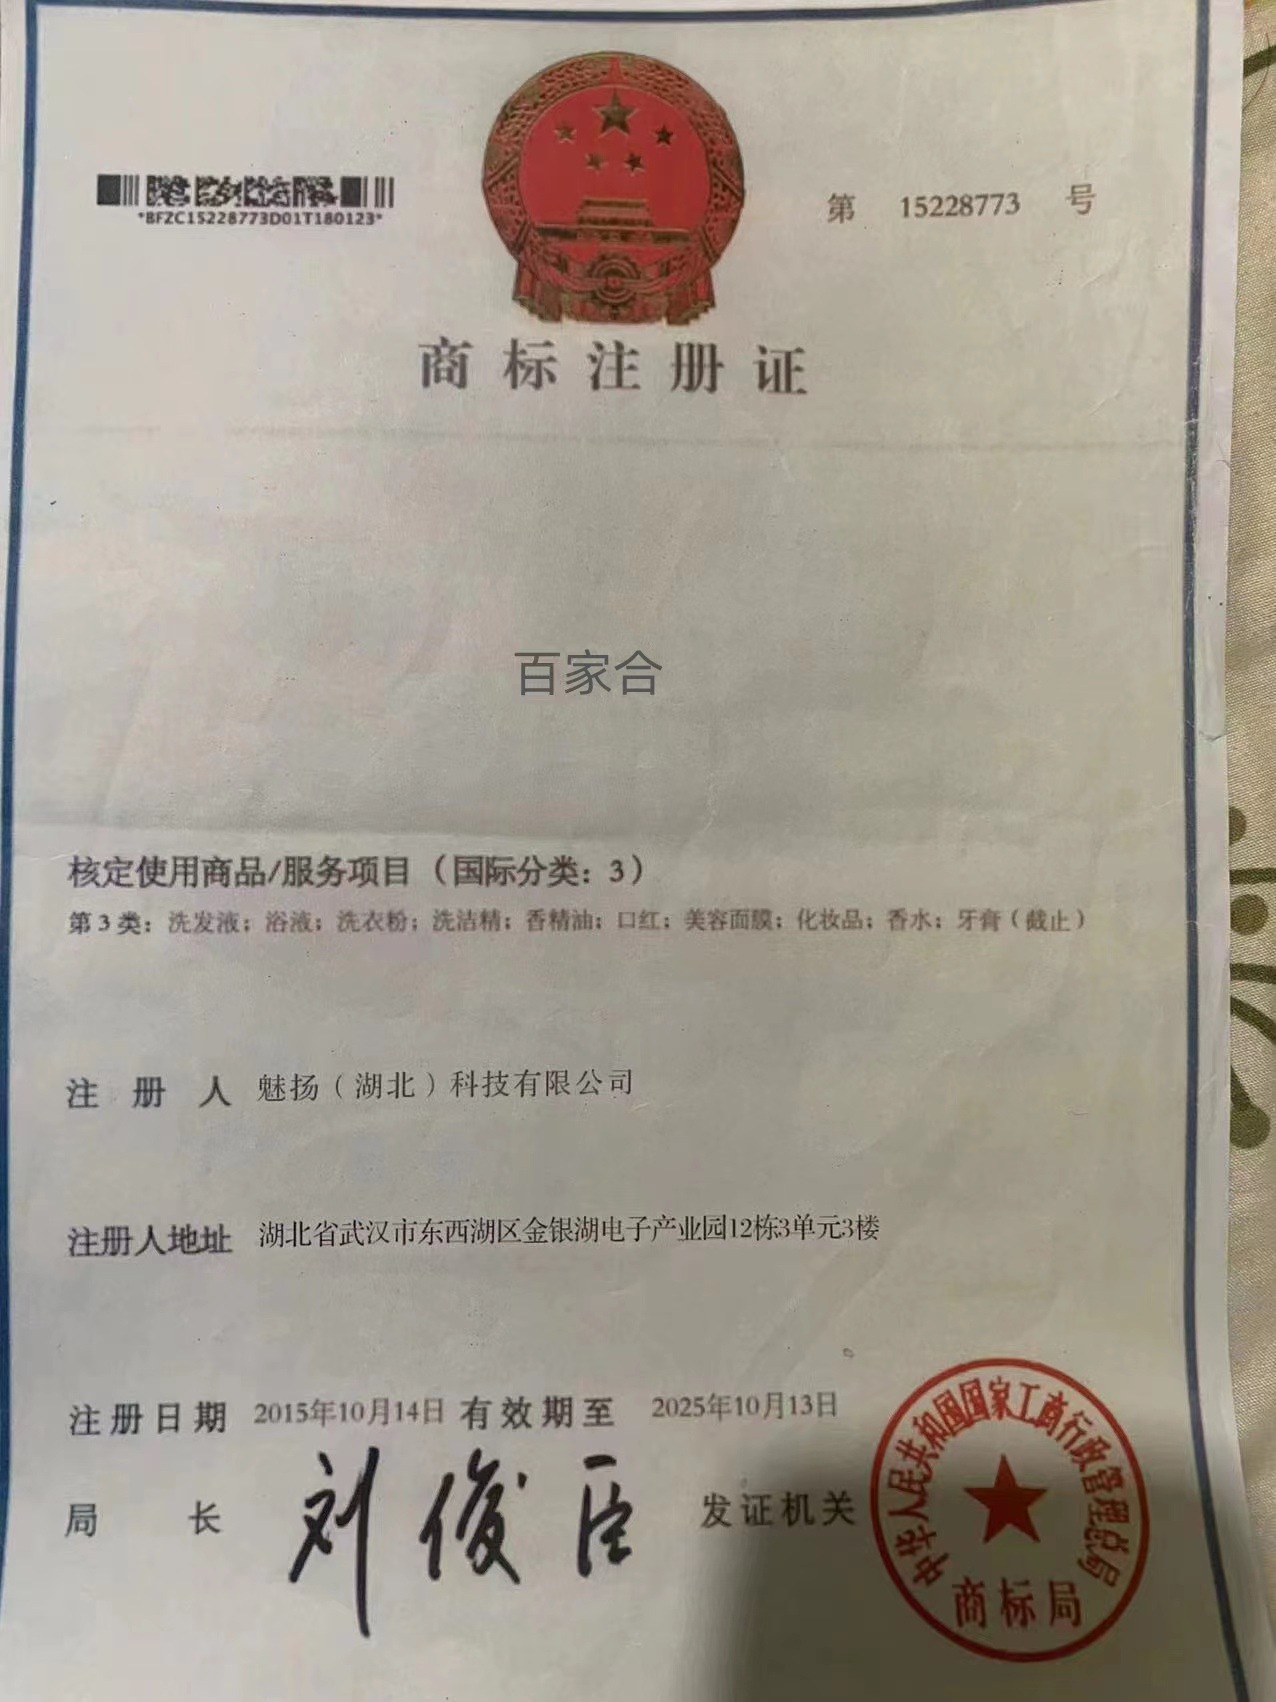 *BFZC15228773D01T180123*
第 15228773 号
商标注册证
百家合
核定使用商品/服务项目（国际分类：3）
第3类：洗发液；浴液；洗衣粉；洗洁精；香精油；口红；美容面膜；化妆品；香水；牙膏（截止）
注册人 魅扬（湖北）科技有限公司
注册人地址 湖北省武汉市东西湖区金银湖电子产业园12栋3单元3楼
注册日期 2015年10月14日 有效期至 2025年10月13日
局长 刘俊臣 发证机关
中华人民共和国国家工商行政管理总局
商标局